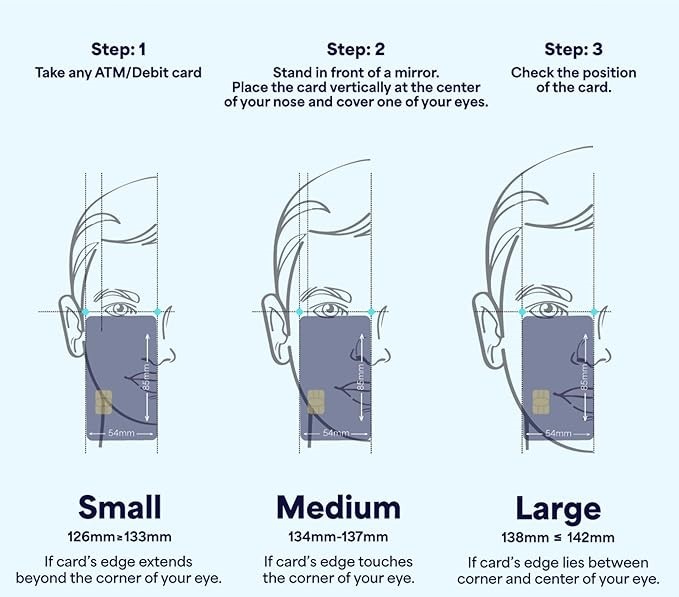 Step: 1
Take any ATM/Debit card
Step: 2
Stand in front of a mirror.
Place the card vertically at the center
of your nose and cover one of your eyes.
Step: 3
Check the position
of the card.
85mm
54mm
85mm
54mm
85mm
54mm
Small
126mm≥133mm
If card's edge extends
beyond the corner of your eye.
Medium
134mm-137mm
If card's edge touches
the corner of your eye.
Large
138mm ≤ 142mm
If card's edge lies between
corner and center of your eye.